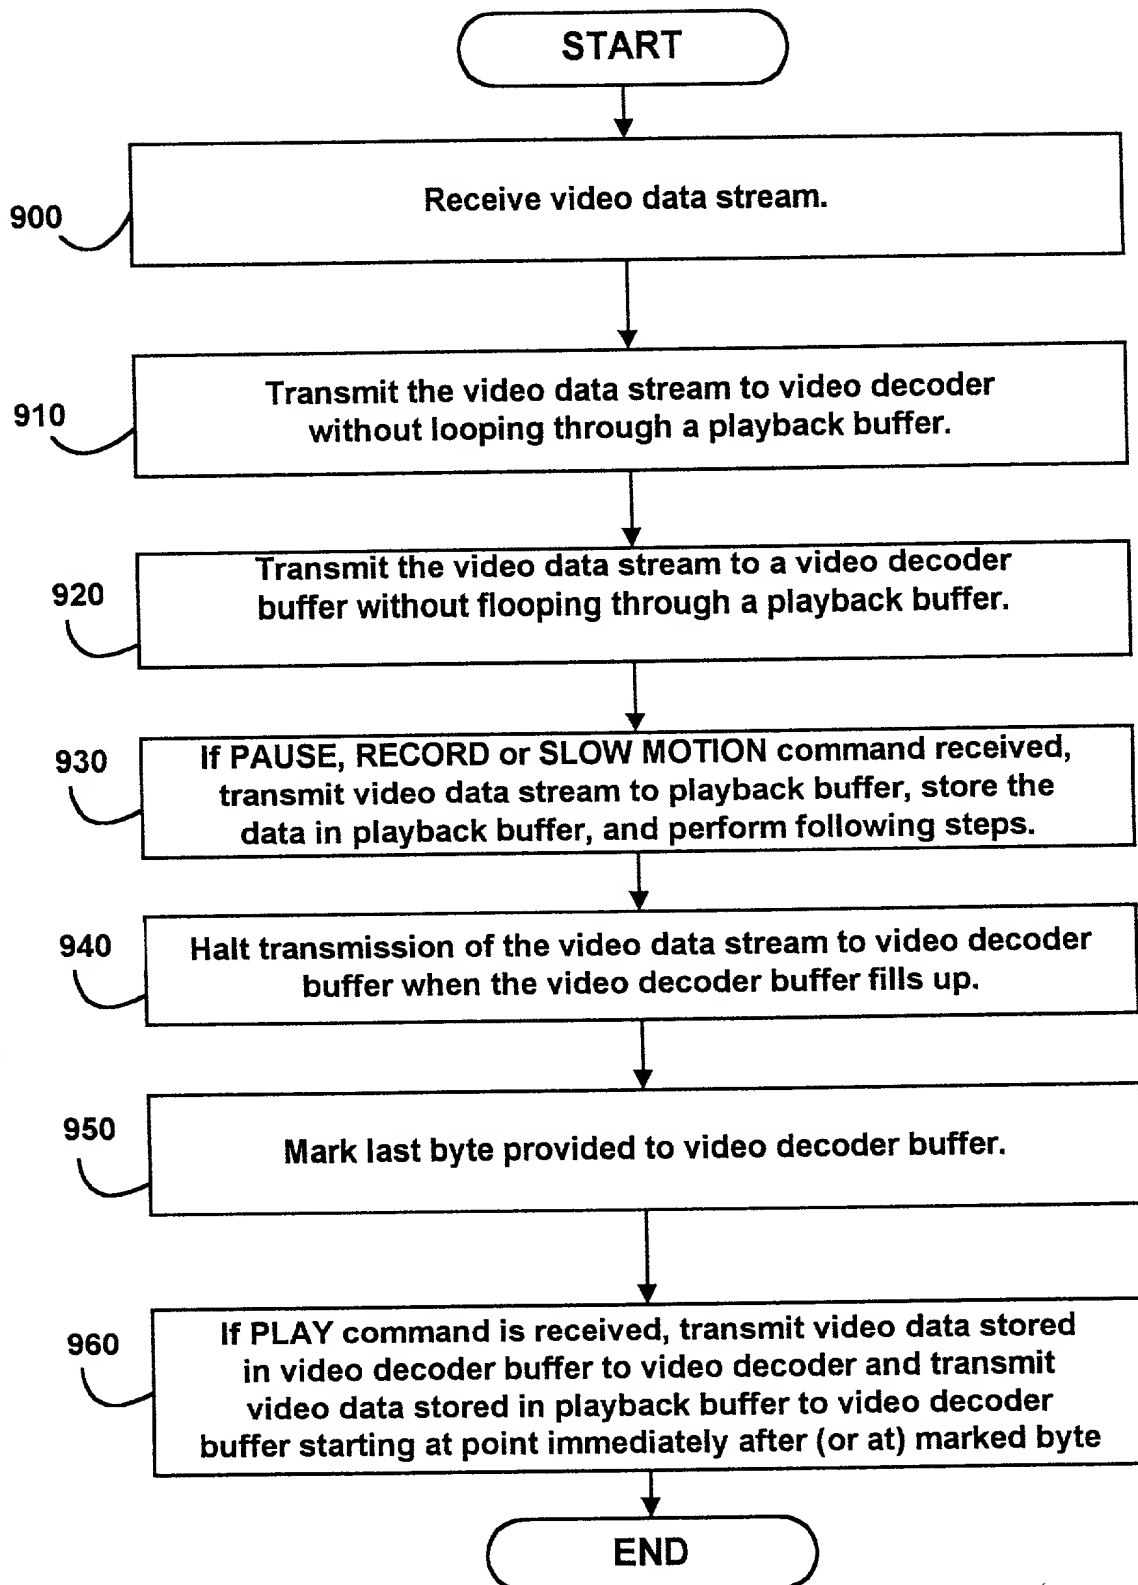 START
900
Receive video data stream.
910
Transmit the video data stream to video decoder
without looping through a playback buffer.
920
Transmit the video data stream to a video decoder
buffer without flooping through a playback buffer.
930
If PAUSE, RECORD or SLOW MOTION command received,
transmit video data stream to playback buffer, store the
data in playback buffer, and perform following steps.
940
Halt transmission of the video data stream to video decoder
buffer when the video decoder buffer fills up.
950
Mark last byte provided to video decoder buffer.
960
If PLAY command is received, transmit video data stored
in video decoder buffer to video decoder and transmit
video data stored in playback buffer to video decoder
buffer starting at point immediately after (or at) marked byte
END